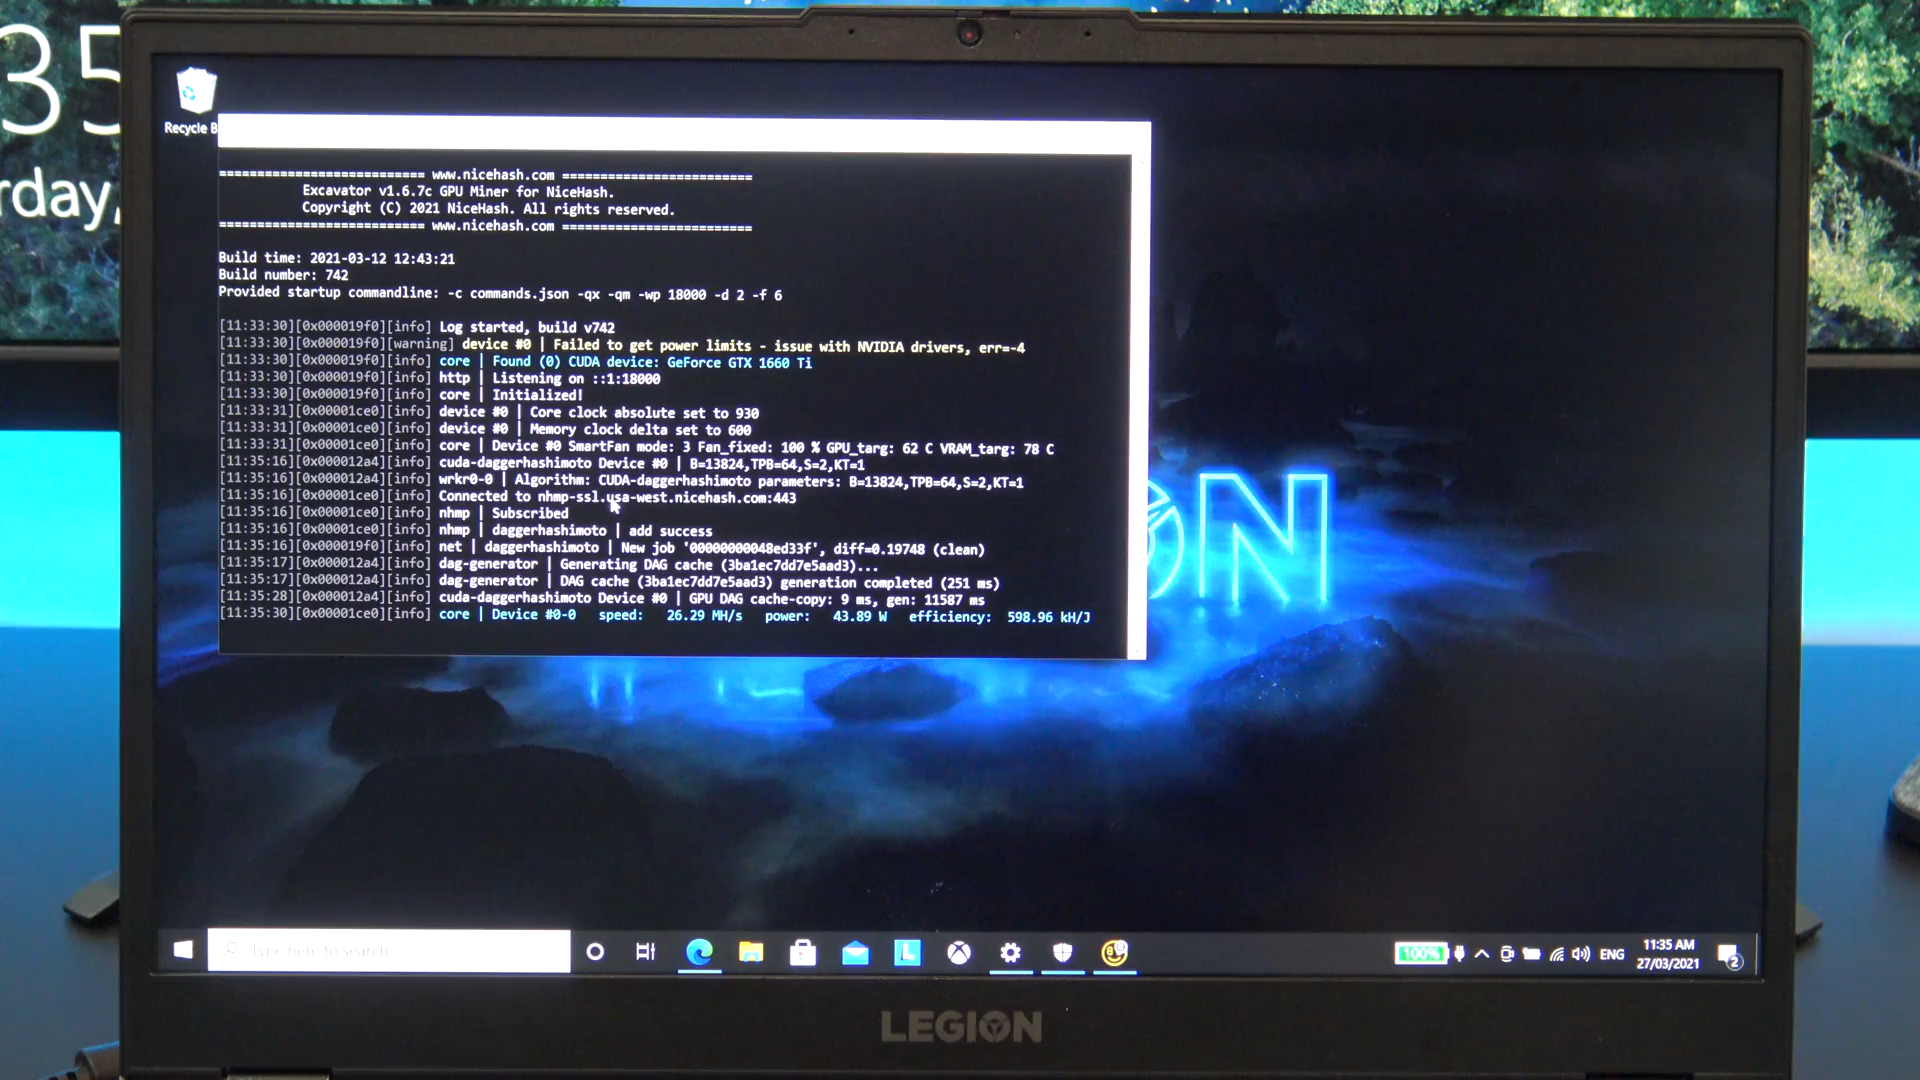 35
rday,
Recycle B
========================== www.nicehash.com =========================
Excavator v1.6.7c GPU Miner for NiceHash.
Copyright (C) 2021 NiceHash. All rights reserved.
========================== www.nicehash.com =========================
Build time: 2021-03-12 12:43:21
Build number: 742
Provided startup commandline: -c commands.json -qx -qm -wp 18000 -d 2 -f 6
[11:33:30][0x000019f0][info] Log started, build v742
[11:33:30][0x000019f0][warning] device #0 | Failed to get power limits - issue with NVIDIA drivers, err=-4
[11:33:30][0x000019f0][info] core | Found (0) CUDA device: GeForce GTX 1660 Ti
[11:33:30][0x000019f0][info] http | Listening on ::1:18000
[11:33:30][0x000019f0][info] core | Initialized!
[11:33:31][0x00001ce0][info] device #0 | Core clock absolute set to 930
[11:33:31][0x00001ce0][info] device #0 | Memory clock delta set to 600
[11:33:31][0x00001ce0][info] core | Device #0 SmartFan mode: 3 Fan_fixed: 100 % GPU_targ: 62 C VRAM_targ: 78 C
[11:35:16][0x000012a4][info] cuda-daggerhashimoto Device #0 | B=13824,TPB=64,S=2,KT=1
[11:35:16][0x000012a4][info] wrkr0-0 | Algorithm: CUDA-daggerhashimoto parameters: B=13824,TPB=64,S=2,KT=1
[11:35:16][0x00001ce0][info] Connected to nhmp-ssl.usa-west.nicehash.com:443
[11:35:16][0x00001ce0][info] nhmp | Subscribed
[11:35:16][0x00001ce0][info] nhmp | daggerhashimoto | add success
[11:35:16][0x000019f0][info] net | daggerhashimoto | New job '00000000048ed33f', diff=0.19748 (clean)
[11:35:17][0x000012a4][info] dag-generator | Generating DAG cache (3ba1ec7dd7e5aad3)...
[11:35:17][0x000012a4][info] dag-generator | DAG cache (3ba1ec7dd7e5aad3) generation completed (251 ms)
[11:35:28][0x000012a4][info] cuda-daggerhashimoto Device #0 | GPU DAG cache-copy: 9 ms, gen: 11587 ms
[11:35:30][0x00001ce0][info] core | Device #0-0 speed: 26.29 MH/s power: 43.89 W efficiency: 598.96 kH/J
ON
Type here to search
L
100%
ENG
11:35 AM
27/03/2021
2
LEGION